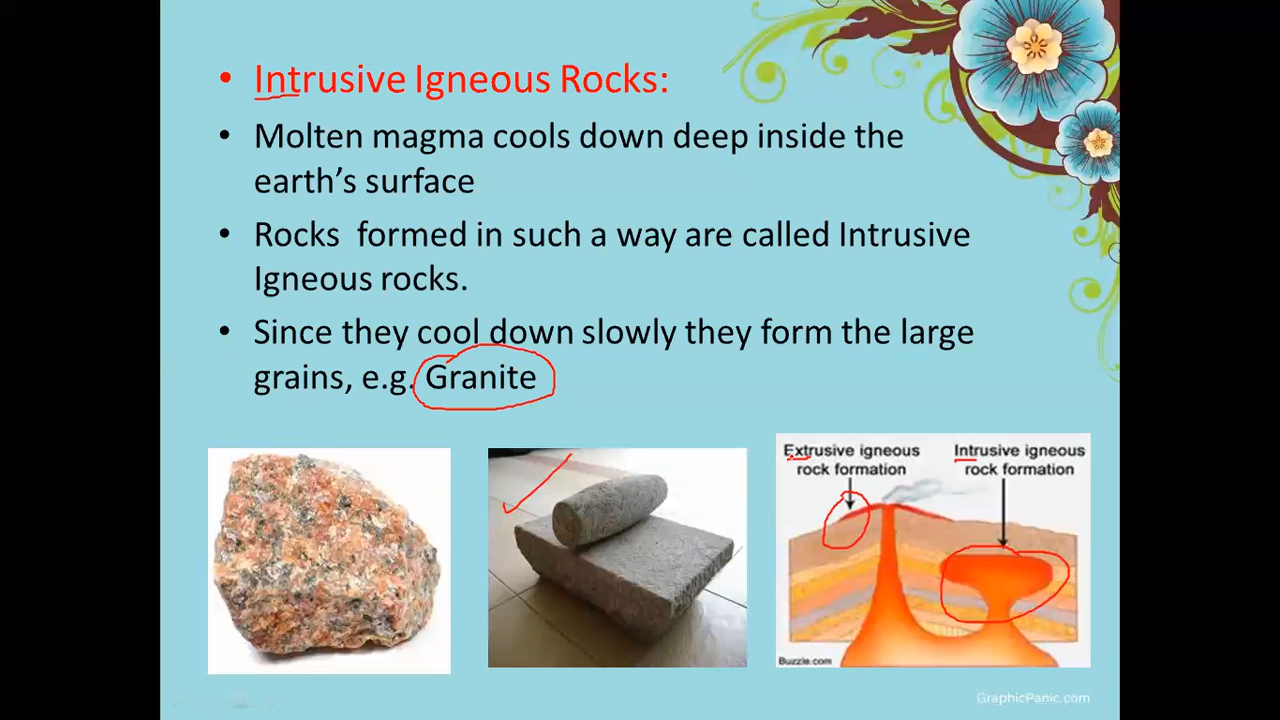 • Intrusive Igneous Rocks:
• Molten magma cools down deep inside the
earth's surface
• Rocks formed in such a way are called Intrusive
Igneous rocks.
• Since they cool down slowly they form the large
grains, e.g. Granite
Extrusive igneous
rock formation
Intrusive igneous
rock formation
Buzzle.com
GraphicPanic.com